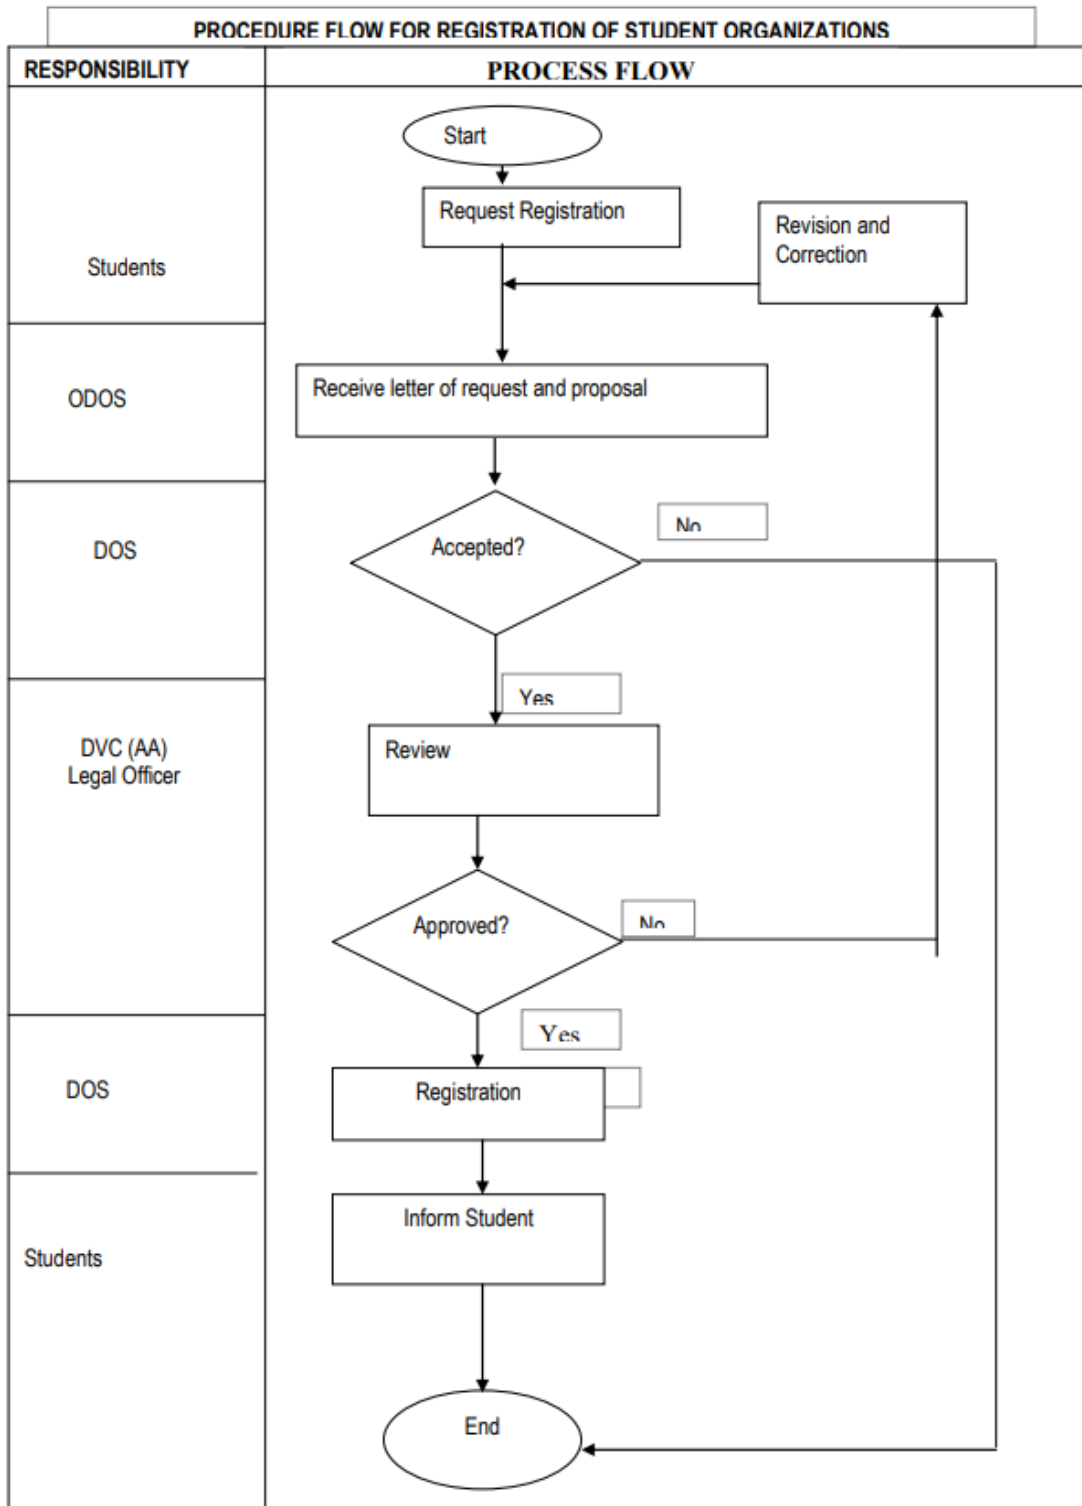 PROCEDURE FLOW FOR REGISTRATION OF STUDENT ORGANIZATIONS
RESPONSIBILITY
PROCESS FLOW
Start
Request Registration
Revision and
Correction
Students
Receive letter of request and proposal
ODOS
No
Accepted?
DOS
Yes
DVC (AA)
Legal Officer
Review
Approved?
No
Yes
DOS
Registration
Inform Student
Students
End